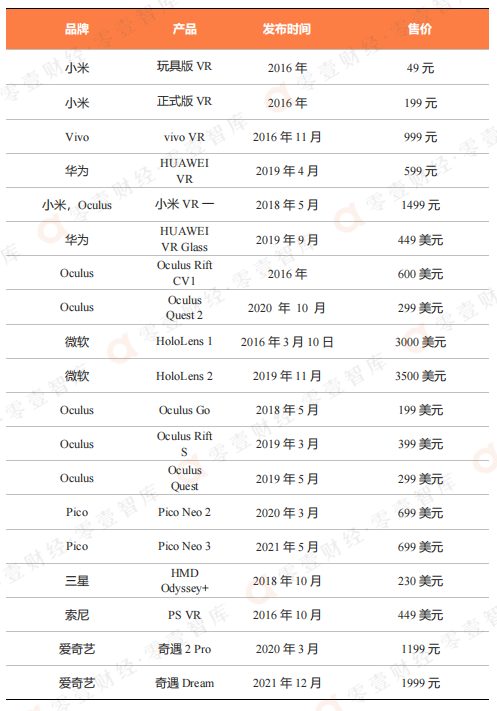 品牌 产品 发布时间 售价
小米 玩具版 VR 2016 年 49 元
小米 正式版 VR 2016 年 199 元
Vivo vivo VR 2016 年 11 月 999 元
华为 HUAWEI VR 2019 年 4 月 599 元
小米，Oculus 小米 VR 一 2018 年 5 月 1499 元
华为 HUAWEI VR Glass 2019 年 9 月 449 美元
Oculus Oculus Rift CV1 2016 年 600 美元
Oculus Oculus Quest 2 2020 年 10 月 299 美元
微软 HoloLens 1 2016 年 3 月 10 日 3000 美元
微软 HoloLens 2 2019 年 11 月 3500 美元
Oculus Oculus Go 2018 年 5 月 199 美元
Oculus Oculus Rift S 2019 年 3 月 399 美元
Oculus Oculus Quest 2019 年 5 月 299 美元
Pico Pico Neo 2 2020 年 3 月 699 美元
Pico Pico Neo 3 2021 年 5 月 699 美元
三星 HMD Odyssey+ 2018 年 10 月 230 美元
索尼 PS VR 2016 年 10 月 449 美元
爱奇艺 奇遇 2 Pro 2020 年 3 月 1199 元
爱奇艺 奇遇 Dream 2021 年 12 月 1999 元
零壹财经·零壹智库